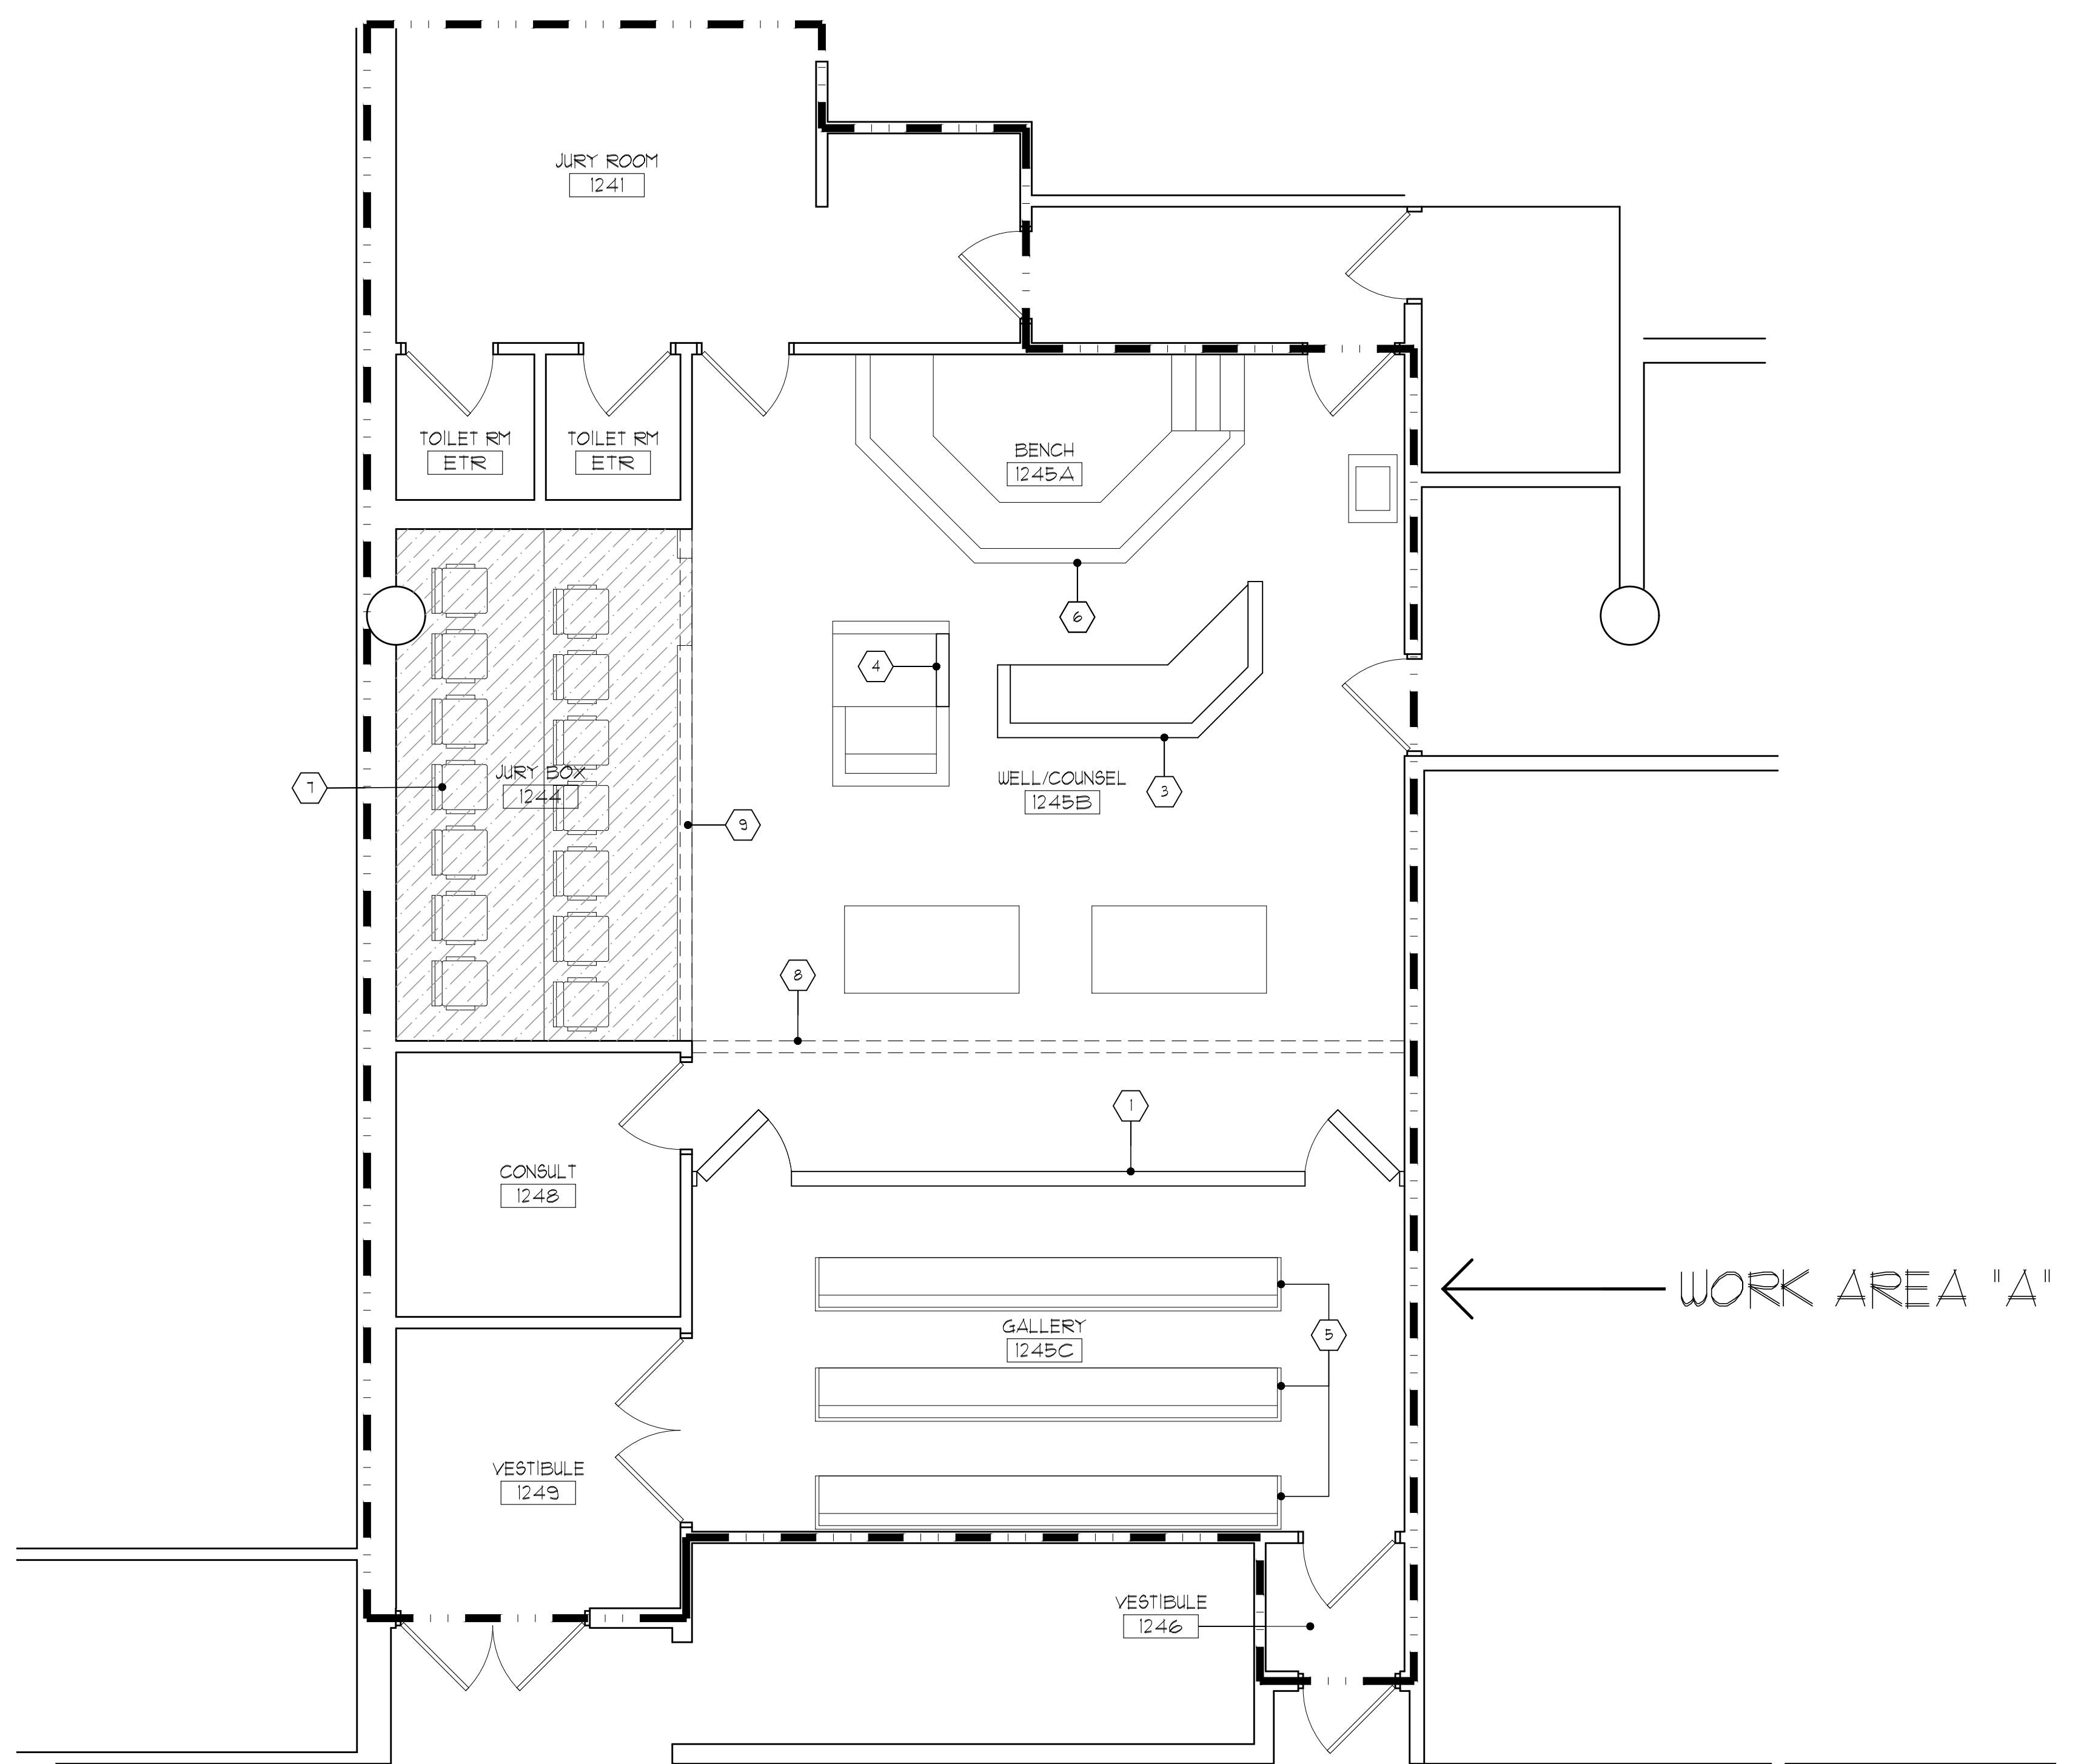 JURY ROOM
1241
TOILET RM
ETR
TOILET RM
ETR
BENCH
1245A
6
4
JURY BOX
1244
7
WELL/COUNSEL
1245B
3
9
8
1
CONSULT
1248
WORK AREA "A"
GALLERY
1245C
5
VESTIBULE
1249
VESTIBULE
1246